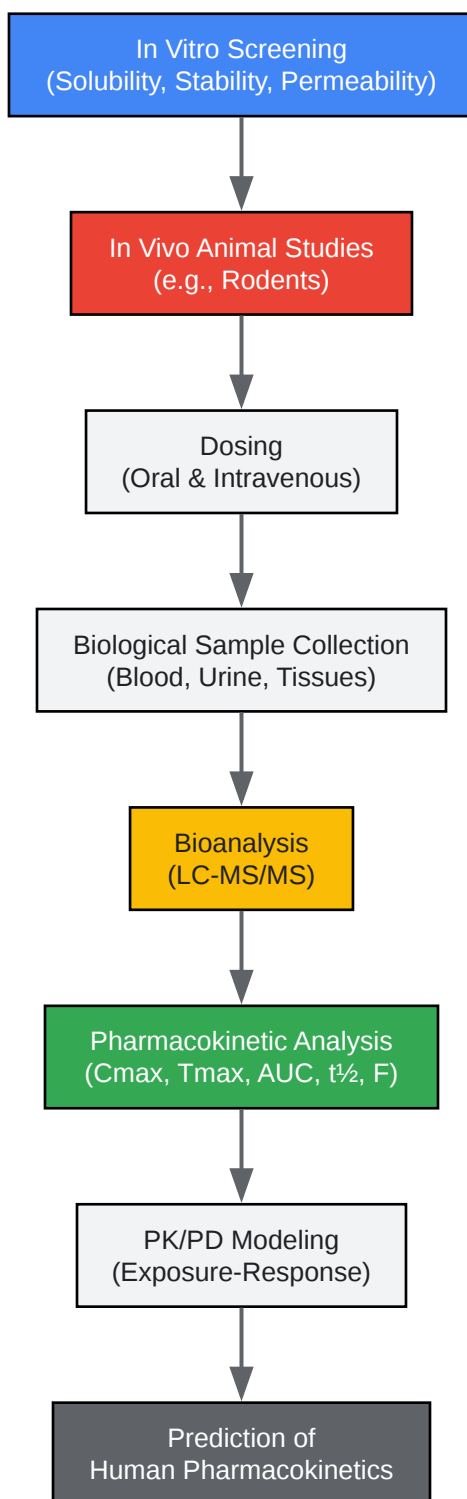 In Vitro Screening
(Solubility, Stability, Permeability)
In Vivo Animal Studies
(e.g., Rodents)
Dosing
(Oral & Intravenous)
Biological Sample Collection
(Blood, Urine, Tissues)
Bioanalysis
(LC-MS/MS)
Pharmacokinetic Analysis
(Cmax, Tmax, AUC, t½, F)
PK/PD Modeling
(Exposure-Response)
Prediction of
Human Pharmacokinetics